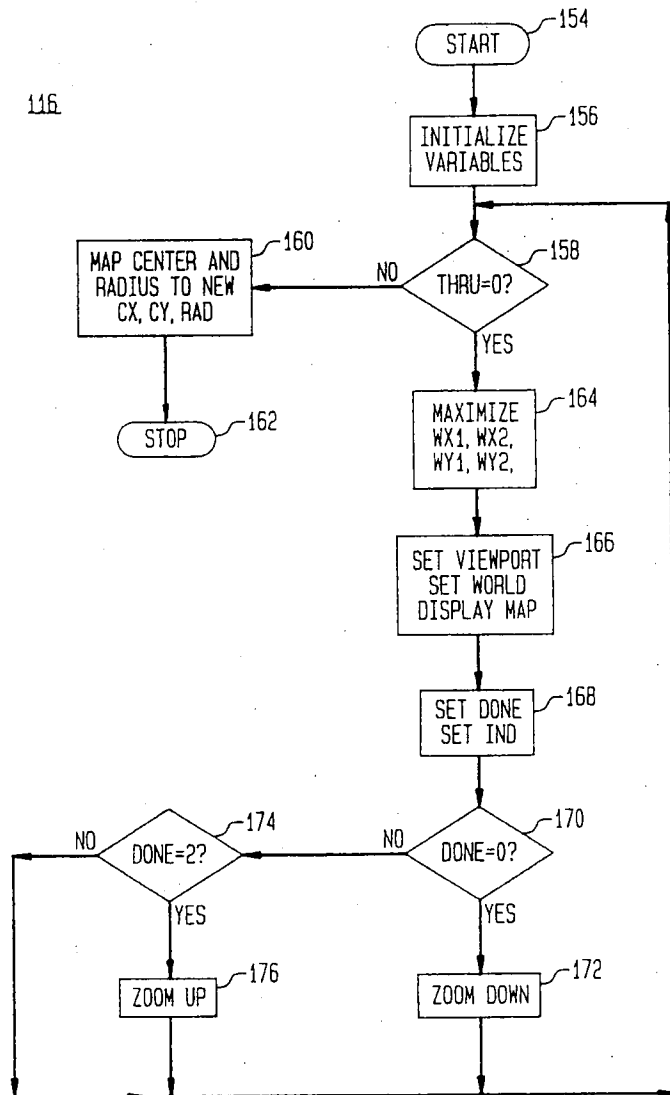 154
START
116
156
INITIALIZE
VARIABLES
160
MAP CENTER AND
RADIUS TO NEW
CX, CY, RAD
NO
158
THRU=0?
YES
162
STOP
164
MAXIMIZE
WX1, WX2,
WY1, WY2,
166
SET VIEWPORT
SET WORLD
DISPLAY MAP
168
SET DONE
SET IND
174
NO
DONE=2?
YES
170
NO
DONE=0?
YES
176
ZOOM UP
172
ZOOM DOWN